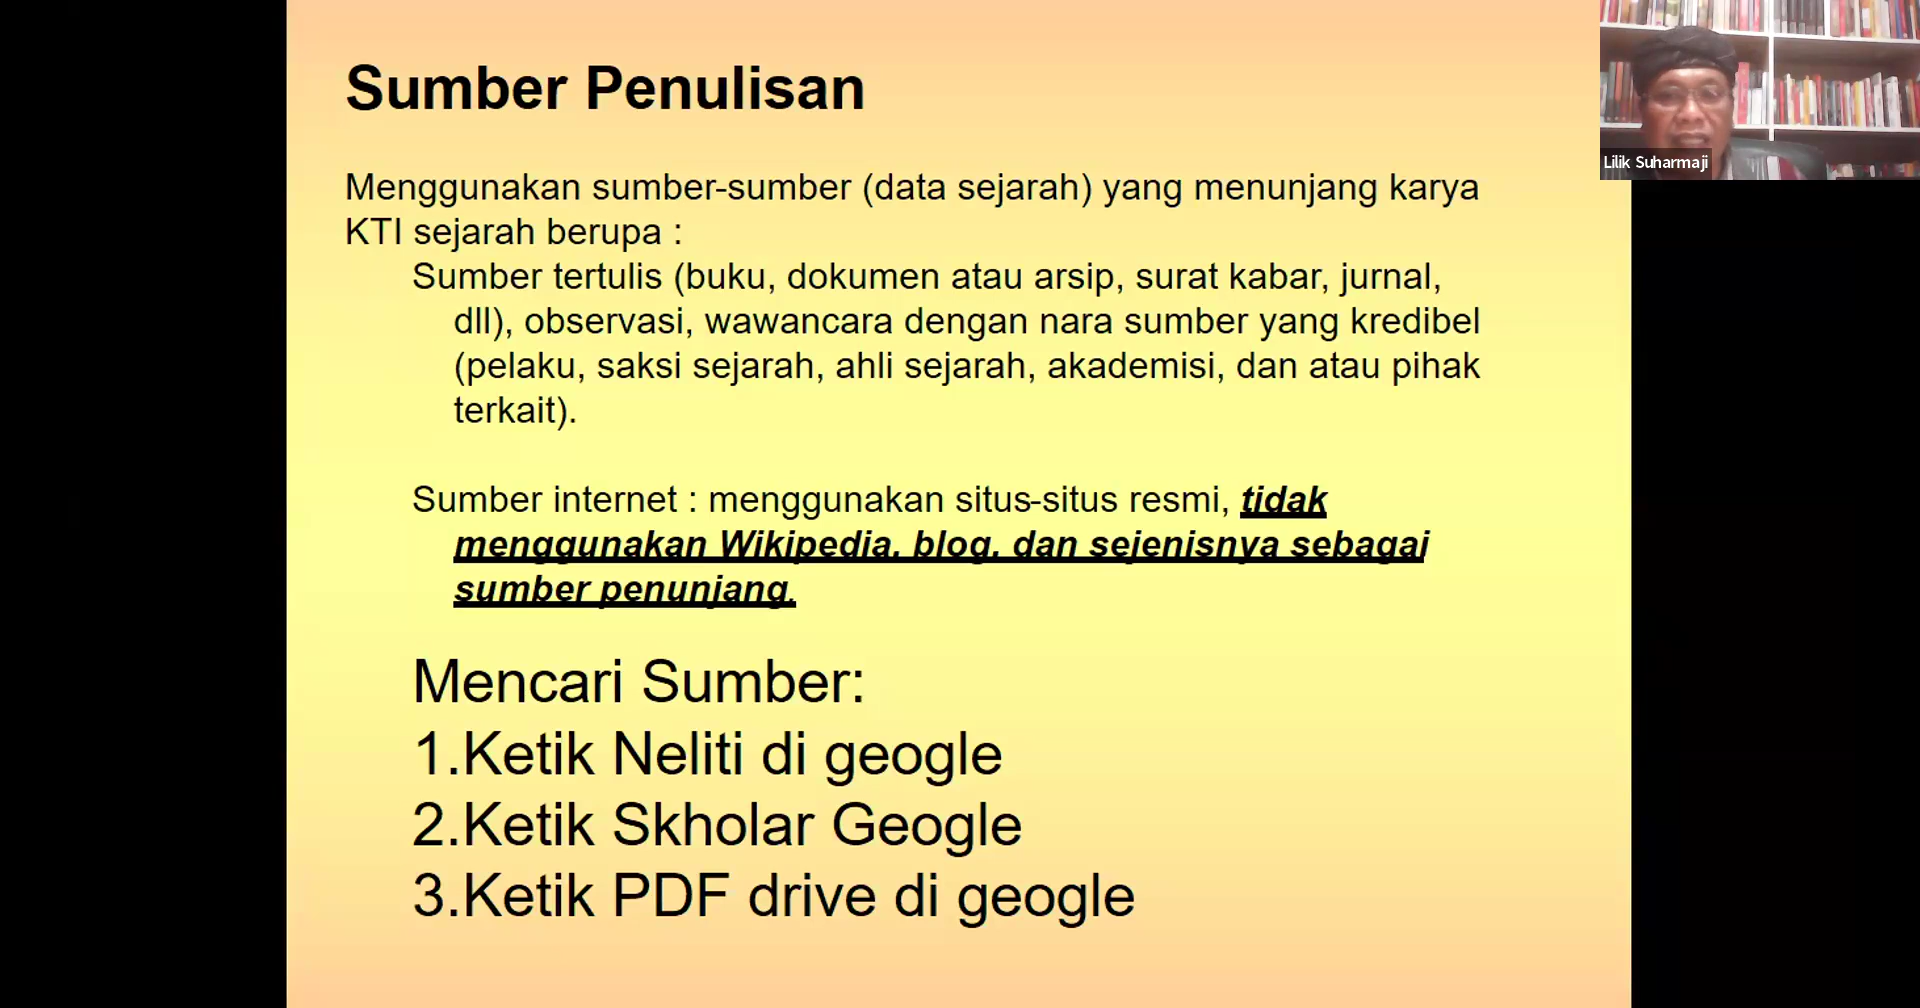 Sumber Penulisan
Menggunakan sumber-sumber (data sejarah) yang menunjang karya
KTI sejarah berupa :
Sumber tertulis (buku, dokumen atau arsip, surat kabar, jurnal,
dll), observasi, wawancara dengan nara sumber yang kredibel
(pelaku, saksi sejarah, ahli sejarah, akademisi, dan atau pihak
terkait).
Sumber internet : menggunakan situs-situs resmi, tidak
menggunakan Wikipedia, blog, dan sejenisnya sebagai
sumber penunjang.
Mencari Sumber:
1.Ketik Neliti di geogle
2.Ketik Skholar Geogle
3.Ketik PDF drive di geogle
Lilik Suharmaji